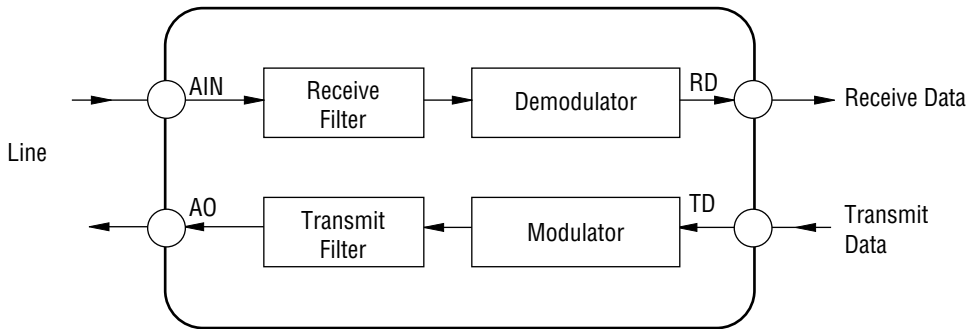 AIN
Receive
Filter
Demodulator
RD
Receive Data
Line
AO
Transmit
Filter
Modulator
TD
Transmit
Data